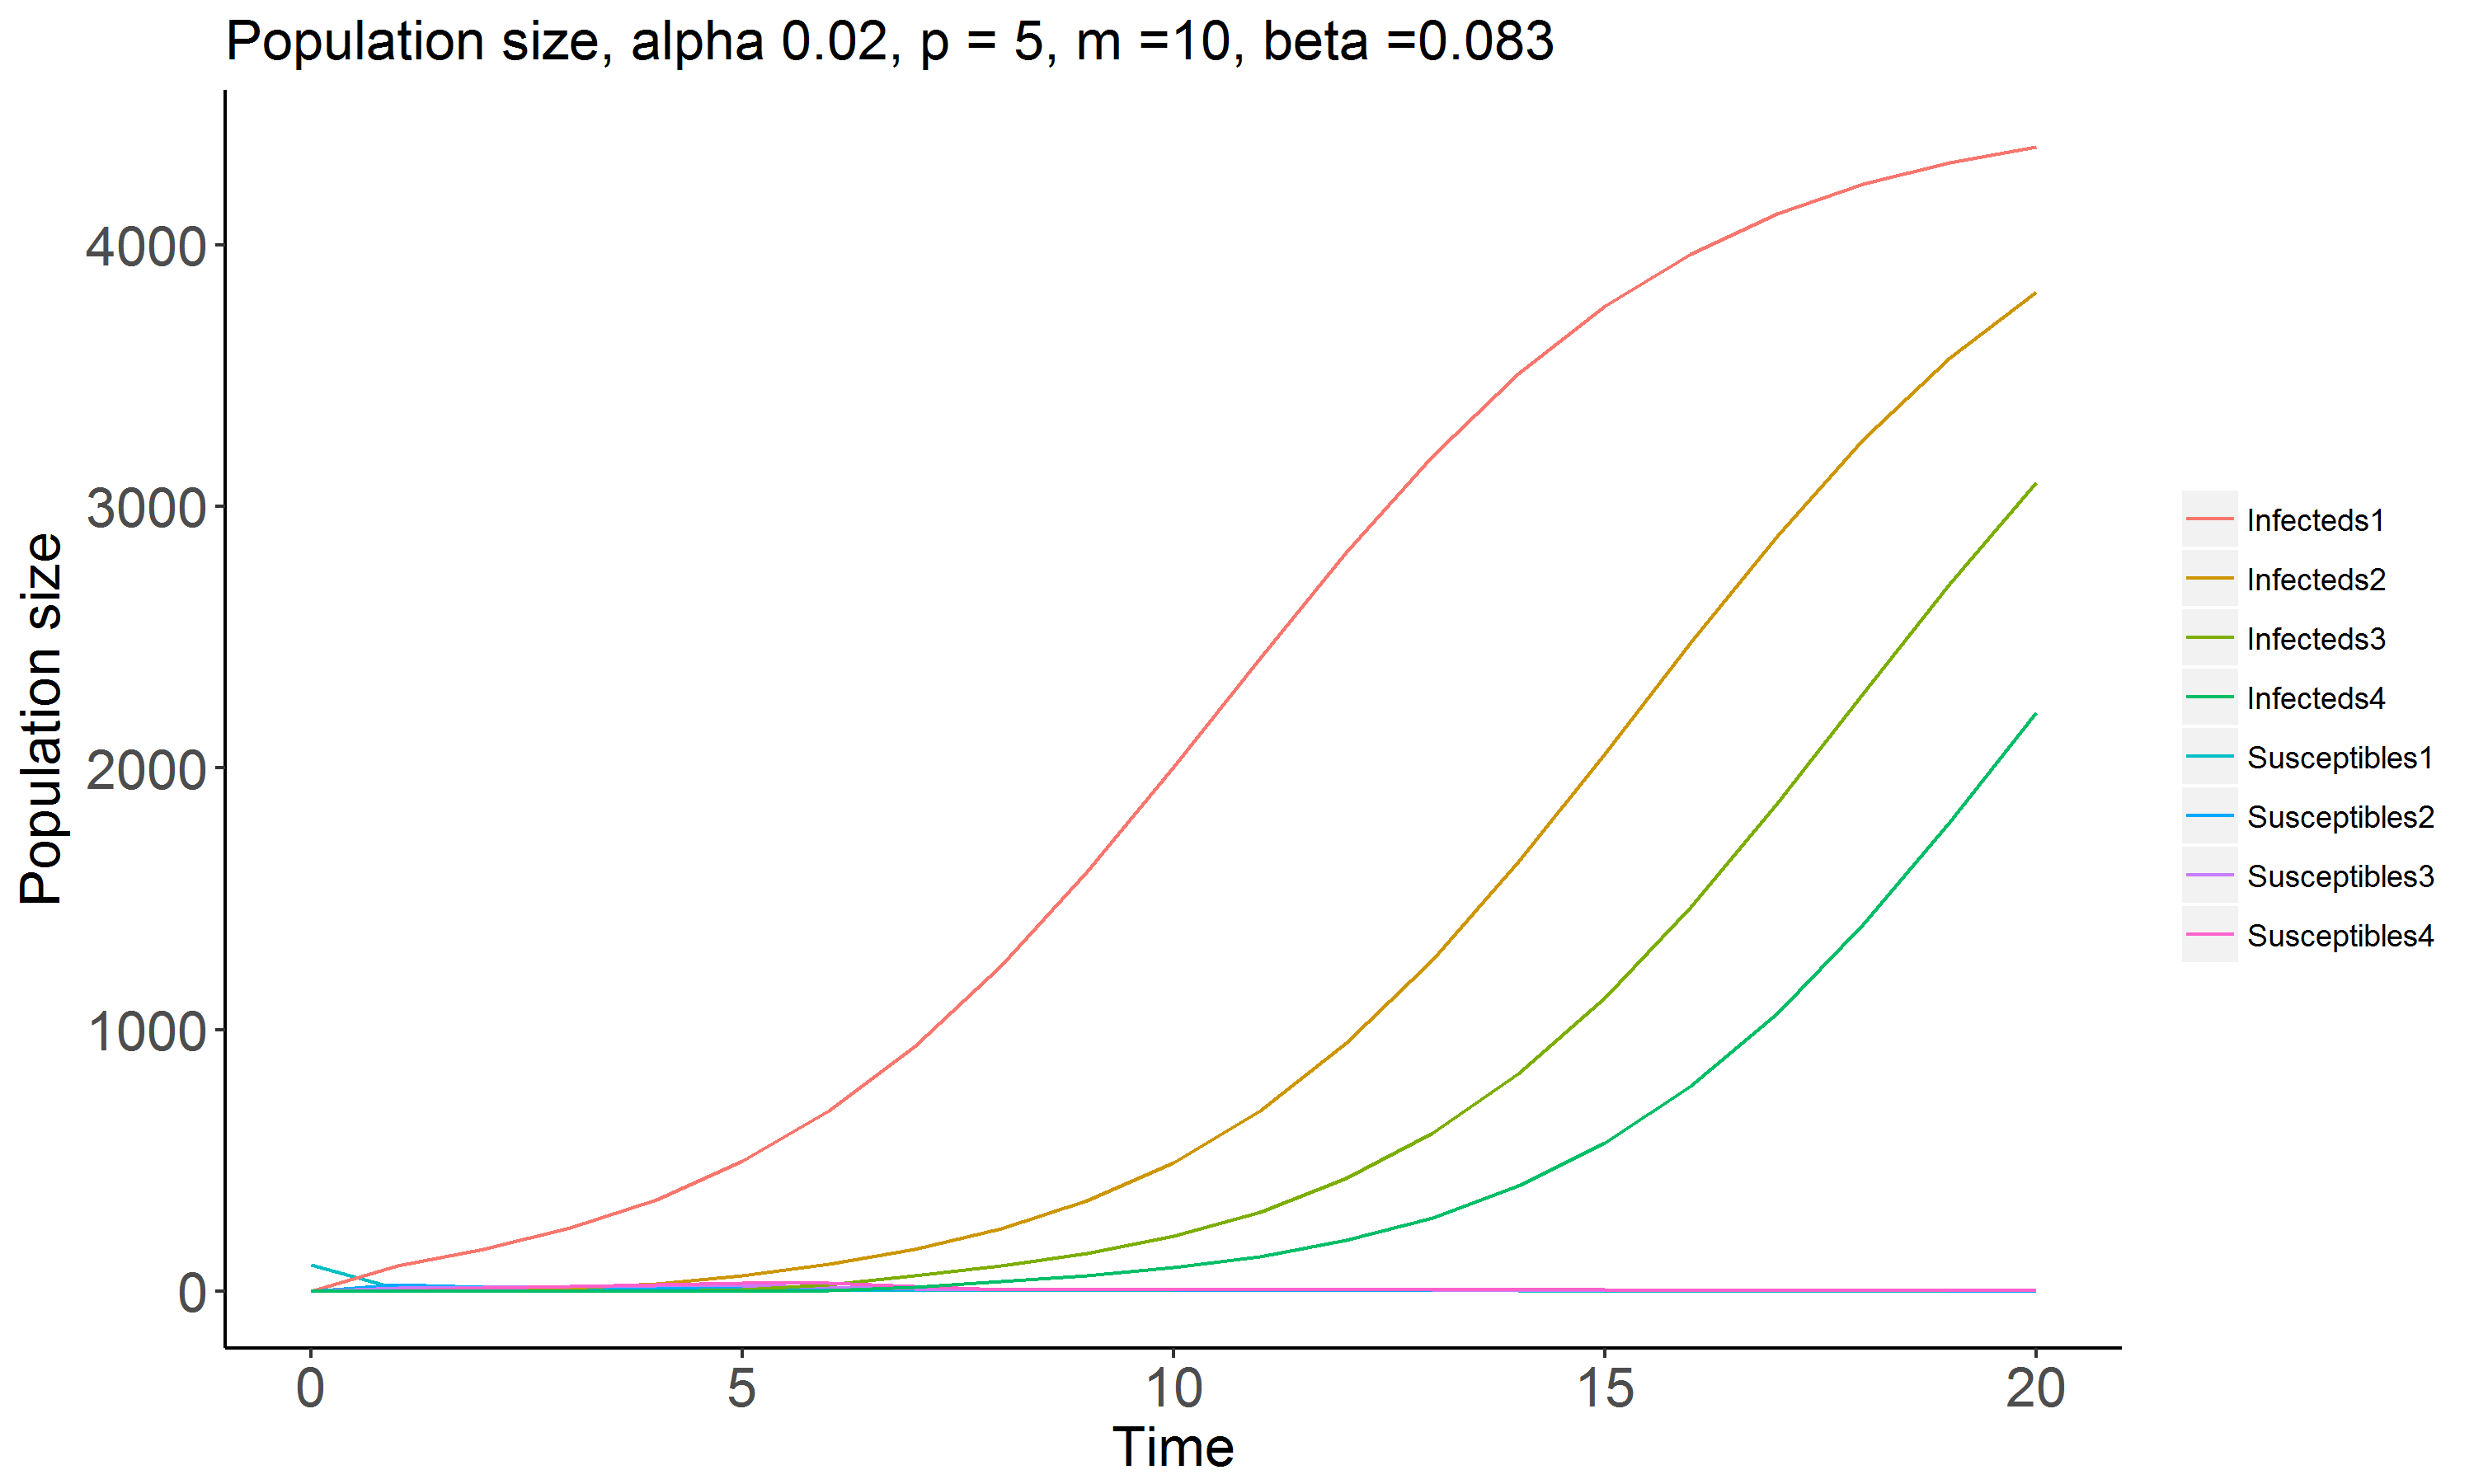 Population size, alpha 0.02, p = 5, m =10, beta =0.083
Population size
4000
3000
2000
1000
0
0 5 10 15 20
Time
Infecteds1
Infecteds2
Infecteds3
Infecteds4
Susceptibles1
Susceptibles2
Susceptibles3
Susceptibles4